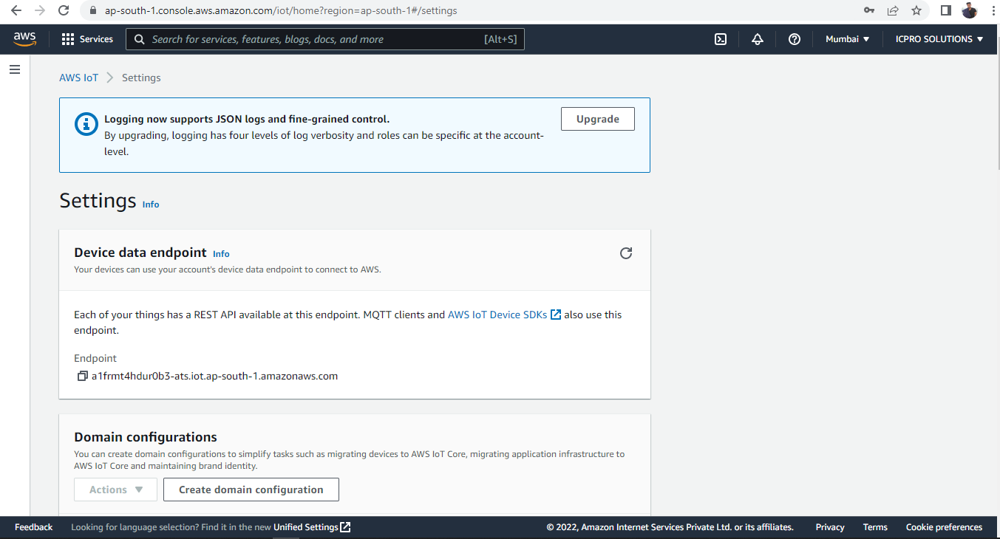 ap-south-1.console.aws.amazon.com/iot/home?region=ap-south-1#/settings
aws Services Search for services, features, blogs, docs, and more [Alt+S] Mumbai ICPRO SOLUTIONS
AWS IoT Settings
Logging now supports JSON logs and fine-grained control.
Upgrade
By upgrading, logging has four levels of log verbosity and roles can be specific at the account-
level.
Settings Info
Device data endpoint Info
Your devices can use your account's device data endpoint to connect to AWS.
Each of your things has a REST API available at this endpoint. MQTT clients and AWS IoT Device SDKs also use this
endpoint.
Endpoint
a1frmt4hdur0b3-ats.iot.ap-south-1.amazonaws.com
Domain configurations
You can create domain configurations to simplify tasks such as migrating devices to AWS IoT Core, migrating application infrastructure to
AWS IoT Core and maintaining brand identity.
Actions Create domain configuration
Feedback Looking for language selection? Find it in the new Unified Settings © 2022, Amazon Internet Services Private Ltd. or its affiliates. Privacy Terms Cookie preferences